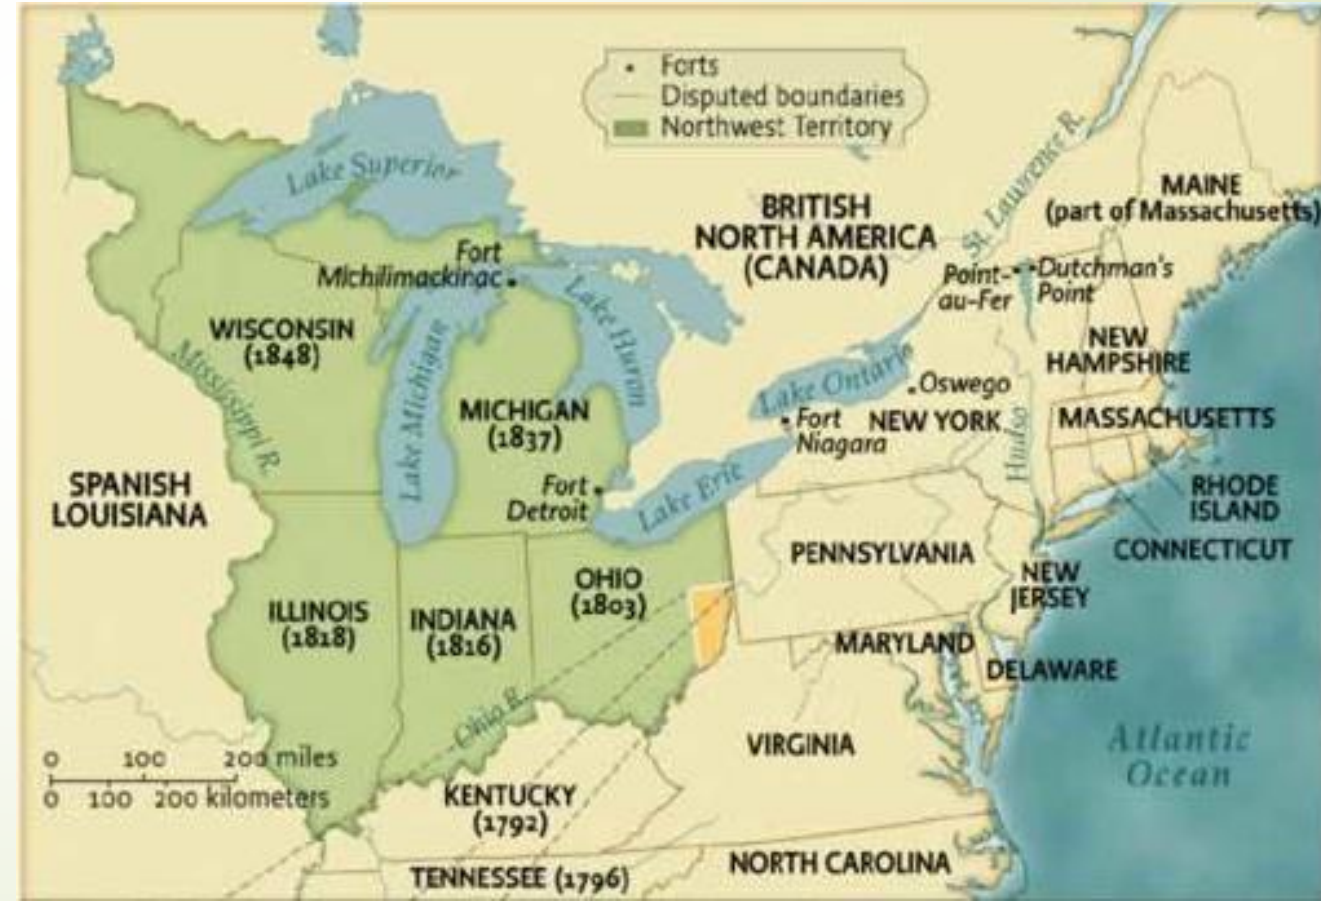 Forts
Disputed boundaries
Northwest Territory
Lake Superior
St. Lawrence R.
MAINE
(part of Massachusetts)
BRITISH
NORTH AMERICA
(CANADA)
Fort
Michilimackinac
Point-
au-Fer
Dutchman's
Point
Lake Huron
WISCONSIN
(1848)
Mississippi R.
Lake Michigan
NEW
HAMPSHIRE
Lake Ontario
Oswego
MICHIGAN
(1837)
Fort
Niagara
NEW YORK
Hudso
MASSACHUSETTS
SPANISH
LOUISIANA
Fort
Detroit
Lake Erie
RHODE
ISLAND
CONNECTICUT
PENNSYLVANIA
NEW
JERSEY
OHIO
(1803)
ILLINOIS
(1818)
INDIANA
(1816)
MARYLAND
DELAWARE
Ohio R.
VIRGINIA
Atlantic
Ocean
0 100 200 miles
0 100 200 kilometers
KENTUCKY
(1792)
TENNESSEE (1796)
NORTH CAROLINA